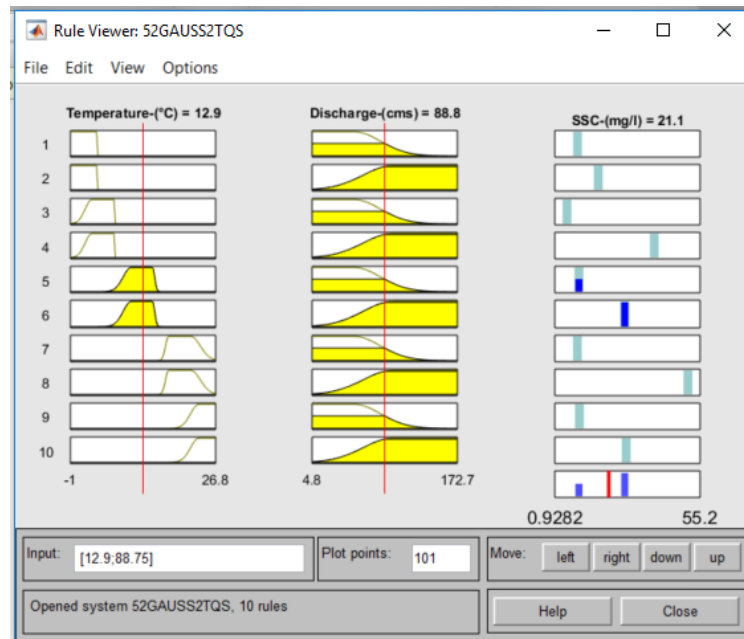 Rule Viewer: 52GAUSS2TQS
File Edit View Options
Temperature-(°C) = 12.9
Discharge-(cms) = 88.8
SSC-(mg/l) = 21.1
1
2
3
4
5
6
7
8
9
10
-1 26.8
4.8 172.7
0.9282 55.2
Input: [12.9;88.75]
Plot points: 101
Move: left right down up
Opened system 52GAUSS2TQS, 10 rules
Help Close